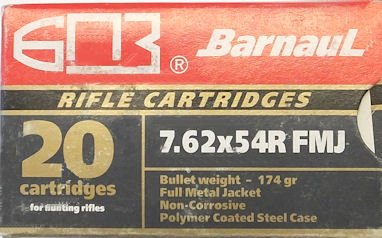 БПЗ ® BarnauL
RIFLE CARTRIDGES
20 cartridges
for hunting rifles
7.62x54R FMJ
Bullet weight - 174 gr
Full Metal Jacket
Non-Corrosive
Polymer Coated Steel Case